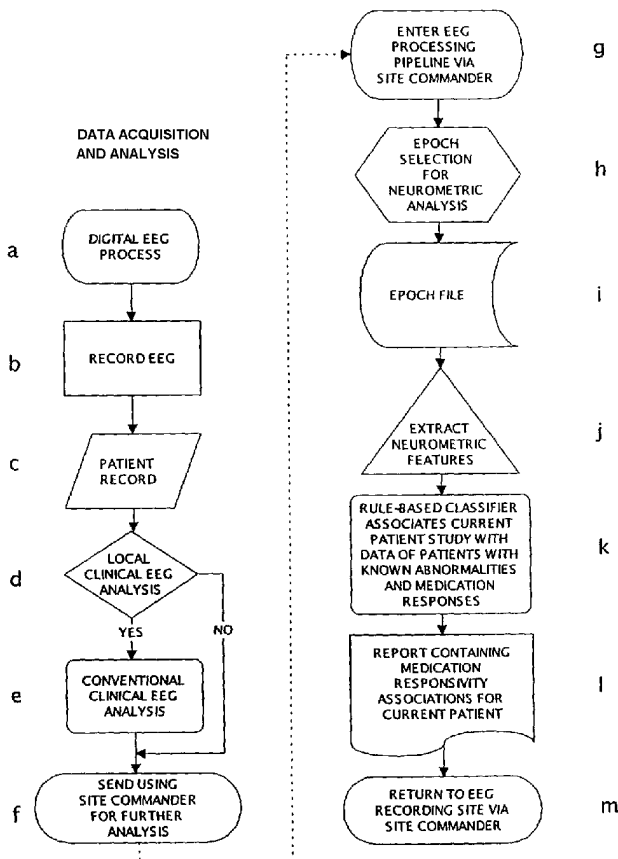 DATA ACQUISITION
AND ANALYSIS
a
DIGITAL EEG
PROCESS
b
RECORD EEG
c
PATIENT
RECORD
d
LOCAL
CLINICAL EEG
ANALYSIS
YES
NO
e
CONVENTIONAL
CLINICAL EEG
ANALYSIS
f
SEND USING
SITE COMMANDER
FOR FURTHER
ANALYSIS
ENTER EEG
PROCESSING
PIPELINE VIA
SITE COMMANDER
g
EPOCH
SELECTION
FOR
NEUROMETRIC
ANALYSIS
h
EPOCH FILE
i
EXTRACT
NEUROMETRIC
FEATURES
j
RULE-BASED CLASSIFIER
ASSOCIATES CURRENT
PATIENT STUDY WITH
DATA OF PATIENTS WITH
KNOWN ABNORMALITIES
AND MEDICATION
RESPONSES
k
REPORT CONTAINING
MEDICATION
RESPONSIVITY
ASSOCIATIONS FOR
CURRENT PATIENT
l
RETURN TO EEG
RECORDING SITE VIA
SITE COMMANDER
m